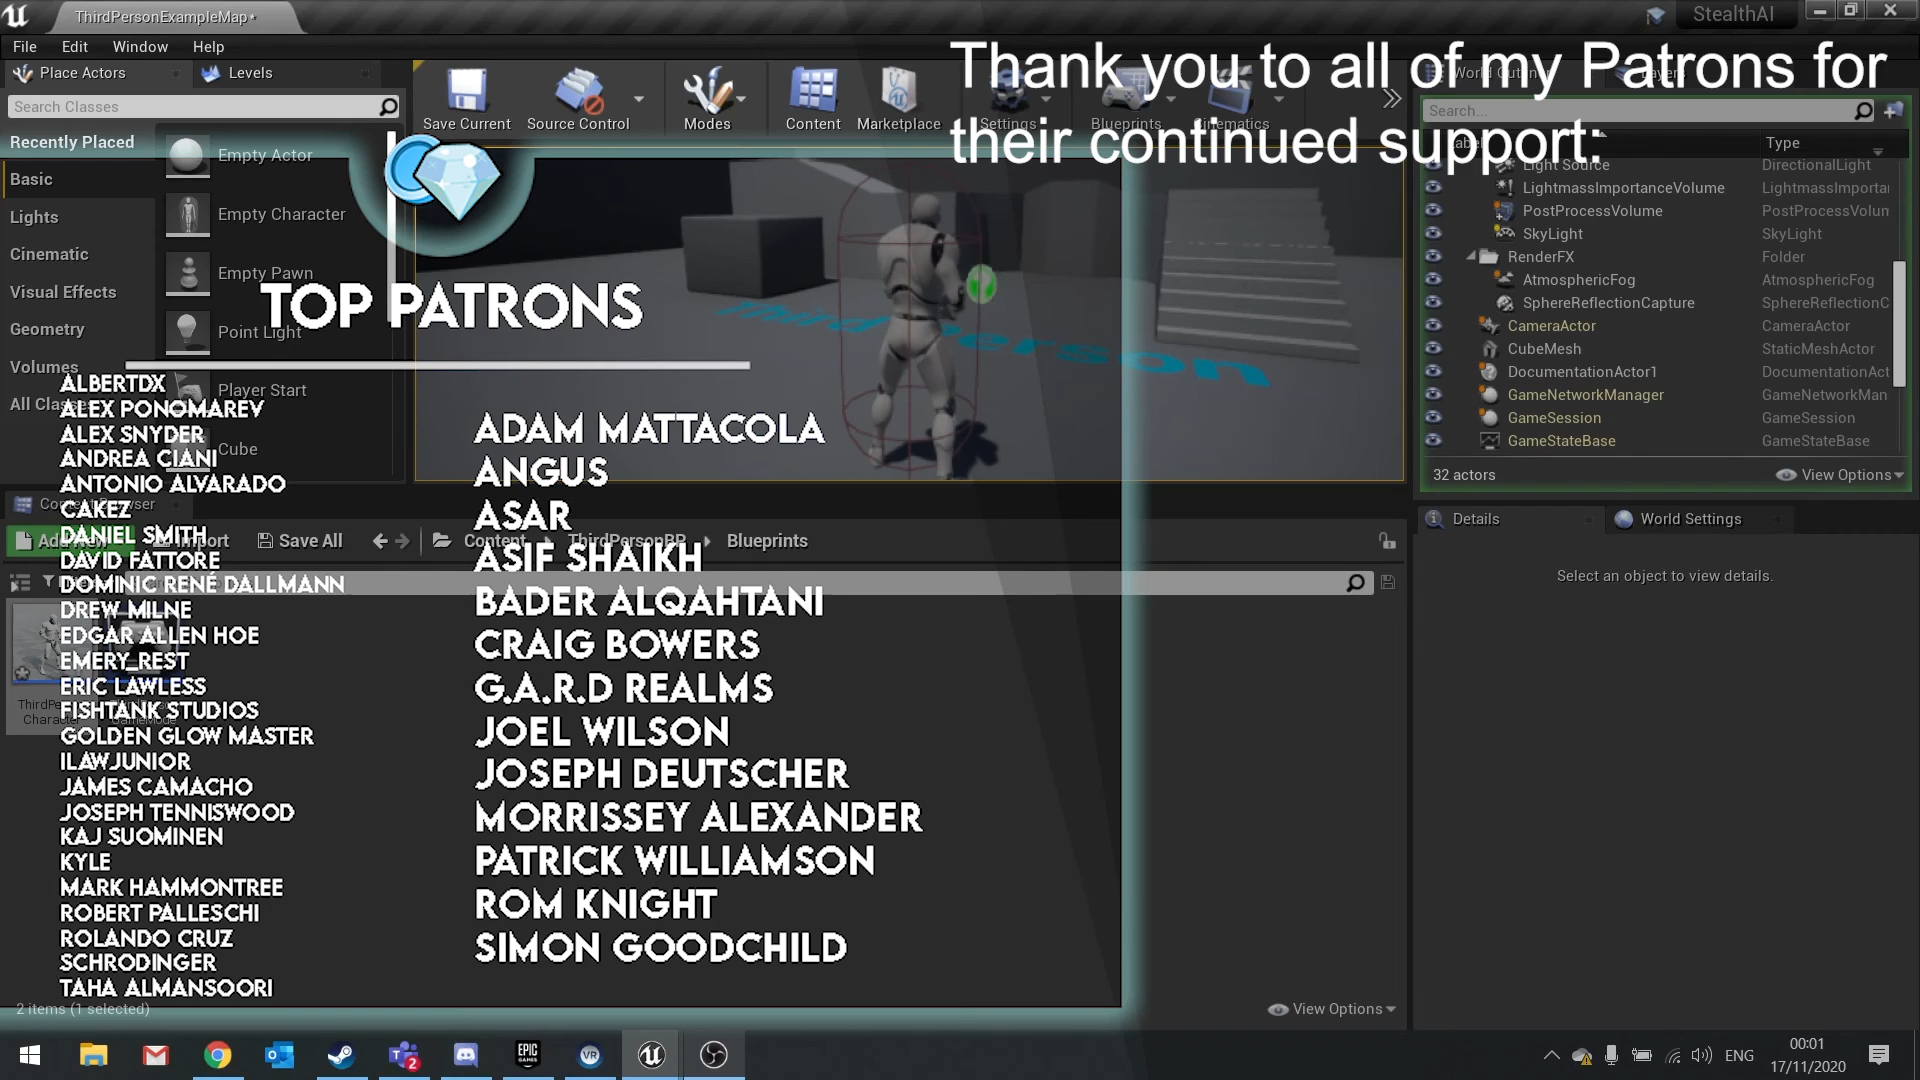 ThirdPersonExampleMap*
StealthAI
File Edit Window Help
Thank you to all of my Patrons for
their continued support:
Place Actors
Levels
Search Classes
Recently Placed
Basic
Lights
Cinematic
Visual Effects
Geometry
Volumes
Empty Actor
Empty Character
Empty Pawn
Point Light
Player Start
Cube
Save Current
Source Control
Modes
Content
Marketplace
Settings
Blueprints
Cinematics
Search...
Type
Light Source DirectionalLight
LightmassImportanceVolume
PostProcessVolume
SkyLight SkyLight
RenderFX Folder
AtmosphericFog AtmosphericFog
SphereReflectionCapture SphereReflectionC
CameraActor CameraActor
CubeMesh StaticMeshActor
DocumentationActor1 DocumentationAct
GameNetworkManager GameNetworkMan
GameSession GameSession
GameStateBase GameStateBase
32 actors
View Options
Details
World Settings
Select an object to view details.
TOP PATRONS
ALBERTDX
ALEX PONOMAREV
ALEX SNYDER
ANDREA CIANI
ANTONIO ALVARADO
CAKEZ
DANIEL SMITH
DAVID FATTORE
DOMINIC RENÉ DALLMANN
DREW MILNE
EDGAR ALLEN HOE
EMERY_REST
ERIC LAWLESS
FISHTANK STUDIOS
GOLDEN GLOW MASTER
ILAWJUNIOR
JAMES CAMACHO
JOSEPH TENNISWOOD
KAJ SUOMINEN
KYLE
MARK HAMMONTREE
ROBERT PALLESCHI
ROLANDO CRUZ
SCHRODINGER
TAHA ALMANSOORI
ADAM MATTACOLA
ANGUS
ASAR
ASIF SHAIKH
BADER ALQAHTANI
CRAIG BOWERS
G.A.R.D REALMS
JOEL WILSON
JOSEPH DEUTSCHER
MORRISSEY ALEXANDER
PATRICK WILLIAMSON
ROM KNIGHT
SIMON GOODCHILD
Save All
Content
ThirdPersonBP
Blueprints
2 items (1 selected)
View Options
EPIC GAMES
VR
2
ENG
00:01
17/11/2020